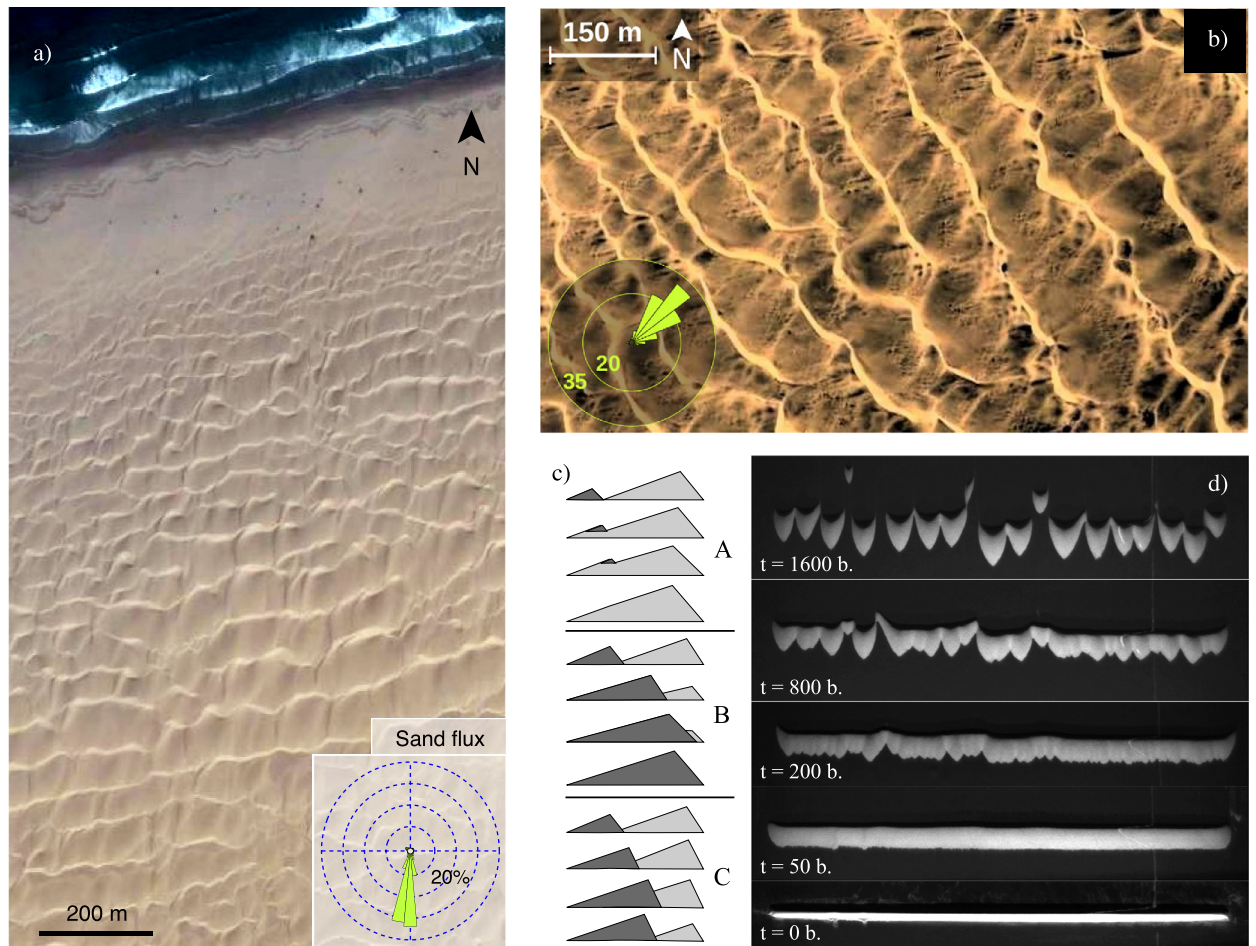 a)
N
Sand flux
20%
200 m
150 m
N
b)
20
35
c)
A
B
C
d)
t = 1600 b.
t = 800 b.
t = 200 b.
t = 50 b.
t = 0 b.